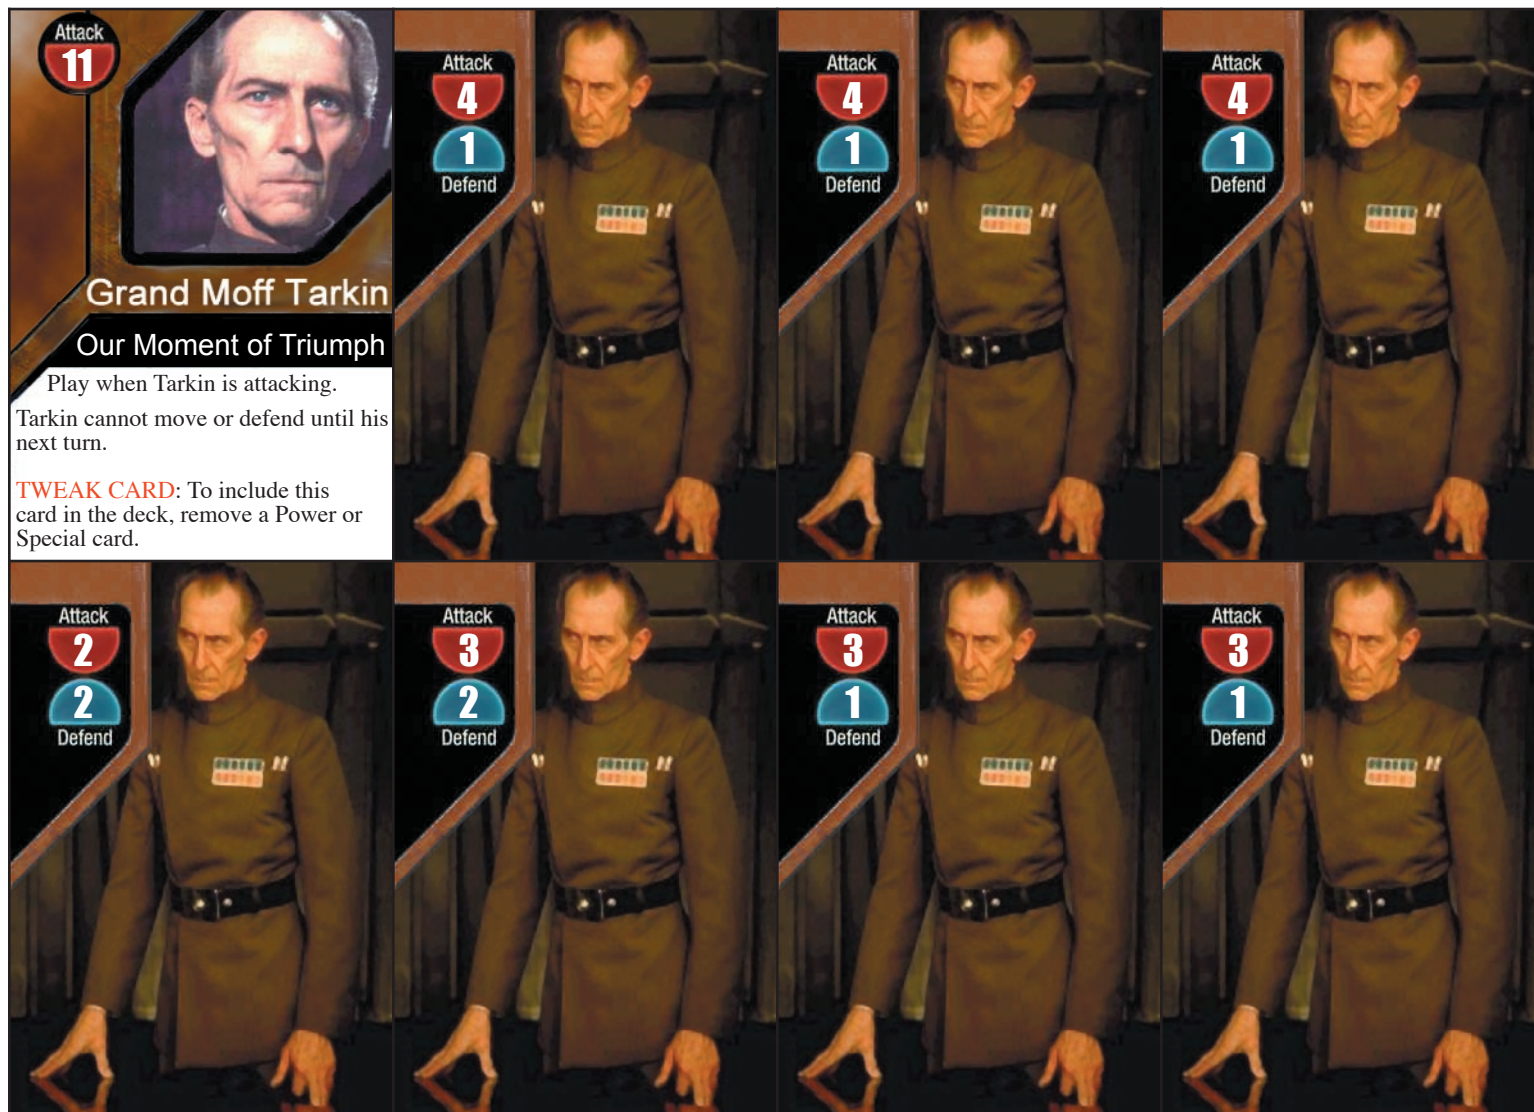 Attack
11
Grand Moff Tarkin
Our Moment of Triumph
Play when Tarkin is attacking.
Tarkin cannot move or defend until his
next turn.
TWEAK CARD: To include this
card in the deck, remove a Power or
Special card.
Attack
4
1
Defend
Attack
4
1
Defend
Attack
4
1
Defend
Attack
2
2
Defend
Attack
3
2
Defend
Attack
3
1
Defend
Attack
3
1
Defend